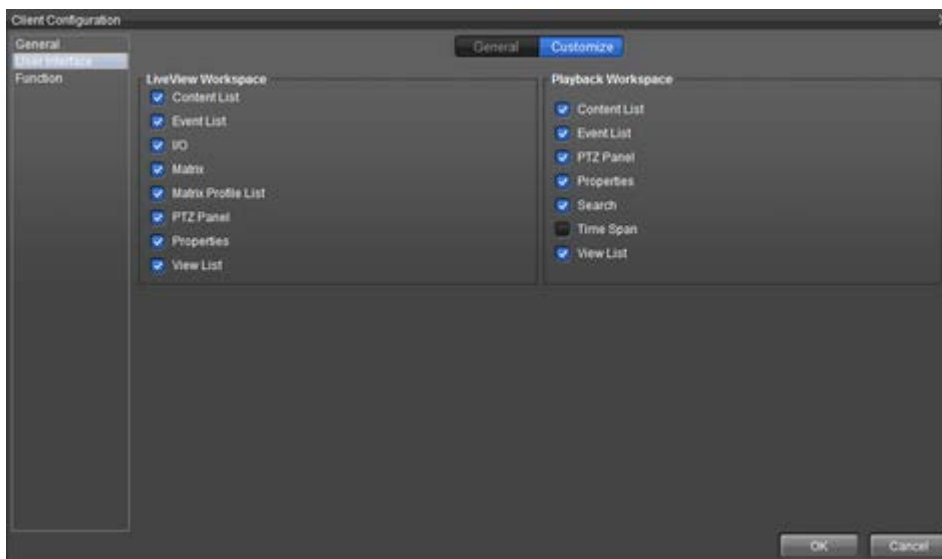 Client Configuration
General
User Interface
Function
General
Customize
LiveView Workspace
Content List
Event List
I/O
Matrix
Matrix Profile List
PTZ Panel
Properties
View List
Playback Workspace
Content List
Event List
PTZ Panel
Properties
Search
Time Span
View List
OK
Cancel